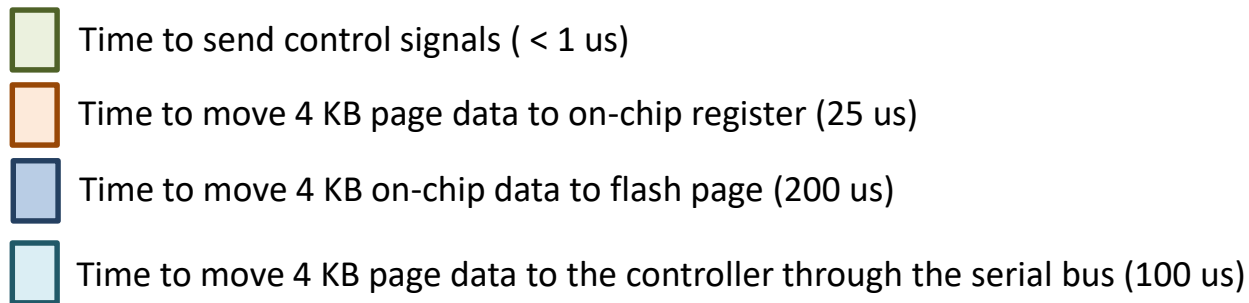 Time to send control signals ( < 1 us)
Time to move 4 KB page data to on-chip register (25 us)
Time to move 4 KB on-chip data to flash page (200 us)
Time to move 4 KB page data to the controller through the serial bus (100 us)